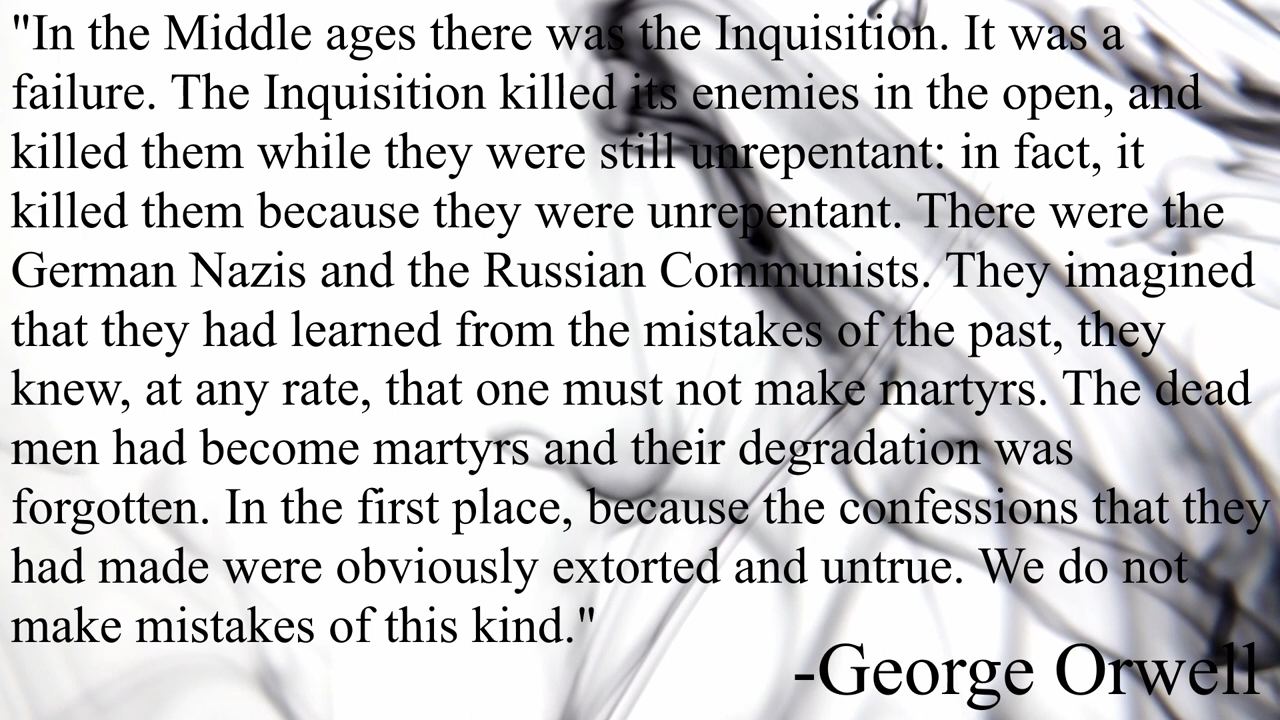 "In the Middle ages there was the Inquisition. It was a
failure. The Inquisition killed its enemies in the open, and
killed them while they were still unrepentant: in fact, it
killed them because they were unrepentant. There were the
German Nazis and the Russian Communists. They imagined
that they had learned from the mistakes of the past, they
knew, at any rate, that one must not make martyrs. The dead
men had become martyrs and their degradation was
forgotten. In the first place, because the confessions that they
had made were obviously extorted and untrue. We do not
make mistakes of this kind."
-George Orwell